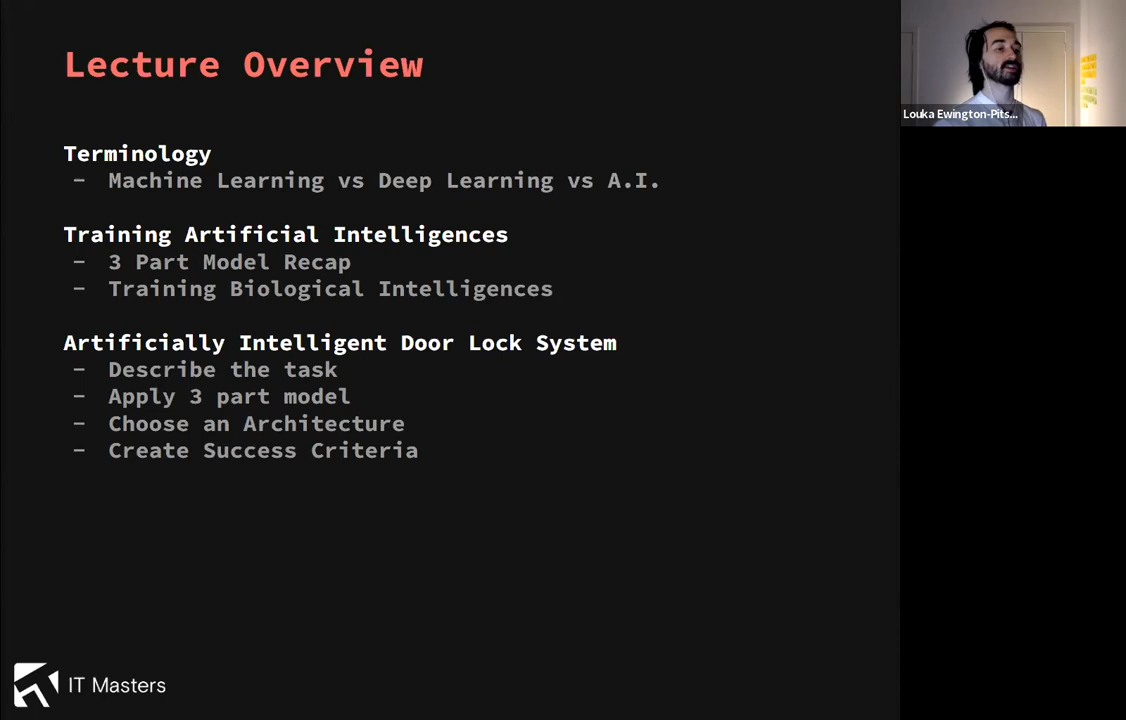 Lecture Overview
Louka Ewington-Pits...
Terminology
- Machine Learning vs Deep Learning vs A.I.
Training Artificial Intelligences
- 3 Part Model Recap
- Training Biological Intelligences
Artificially Intelligent Door Lock System
- Describe the task
- Apply 3 part model
- Choose an Architecture
- Create Success Criteria
IT Masters